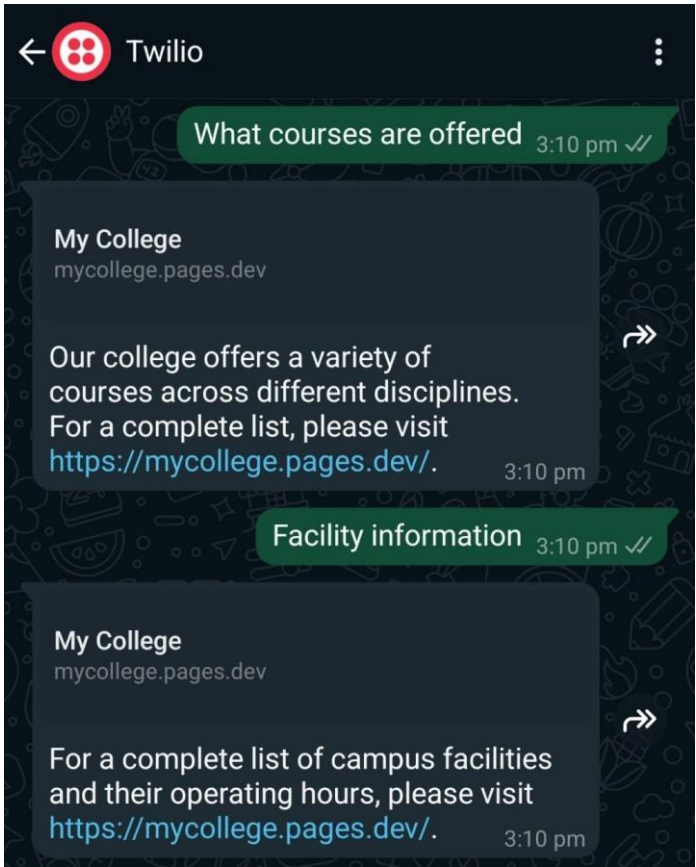 Twilio
What courses are offered 3:10 pm
My College
mycollege.pages.dev
Our college offers a variety of
courses across different disciplines.
For a complete list, please visit
https://mycollege.pages.dev/. 3:10 pm
Facility information 3:10 pm
My College
mycollege.pages.dev
For a complete list of campus facilities
and their operating hours, please visit
https://mycollege.pages.dev/. 3:10 pm